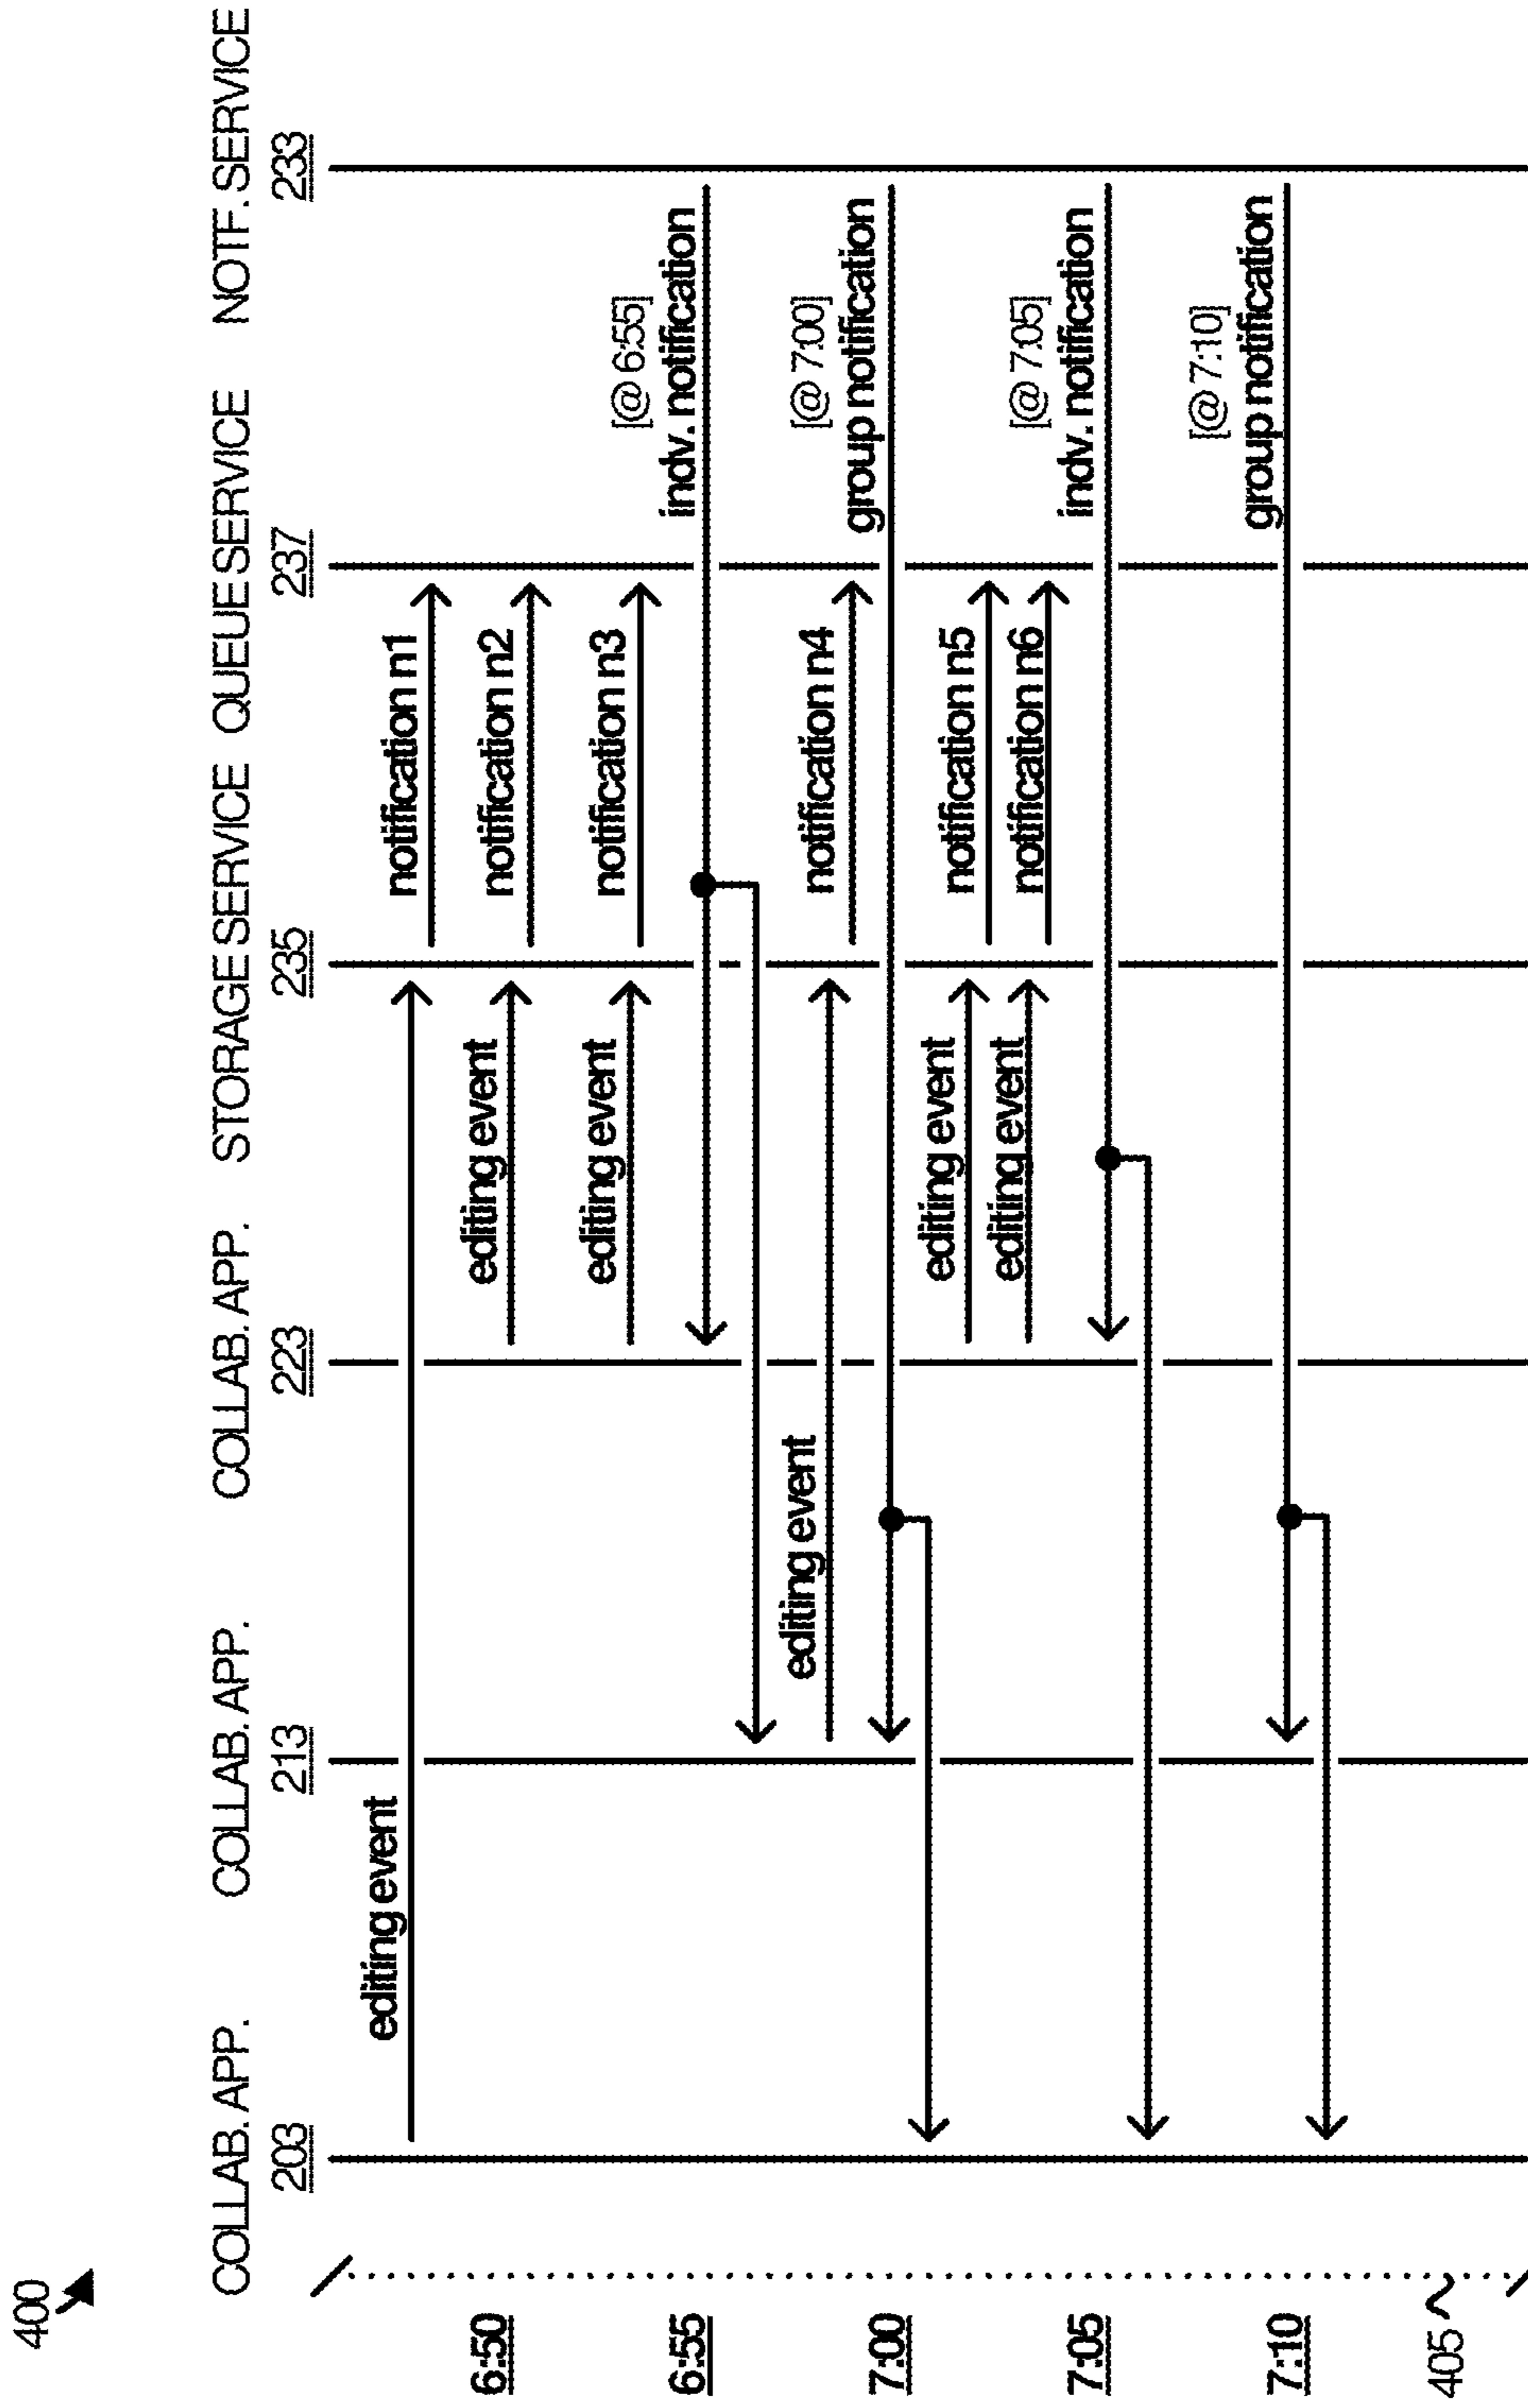 400
COLLAB. APP. COLLAB. APP. COLLAB. APP. STORAGE SERVICE QUEUE SERVICE NOTF. SERVICE
203 213 223 235 237 233
editing event notification n1
6:50 editing event notification n2
editing event notification n3
[@ 6:55]
6:55 indv. notification
editing event notification n4
[@ 7:00]
7:00 group notification
editing event notification n5
editing event notification n6
[@ 7:05]
7:05 indv. notification
[@ 7:10]
7:10 group notification
405